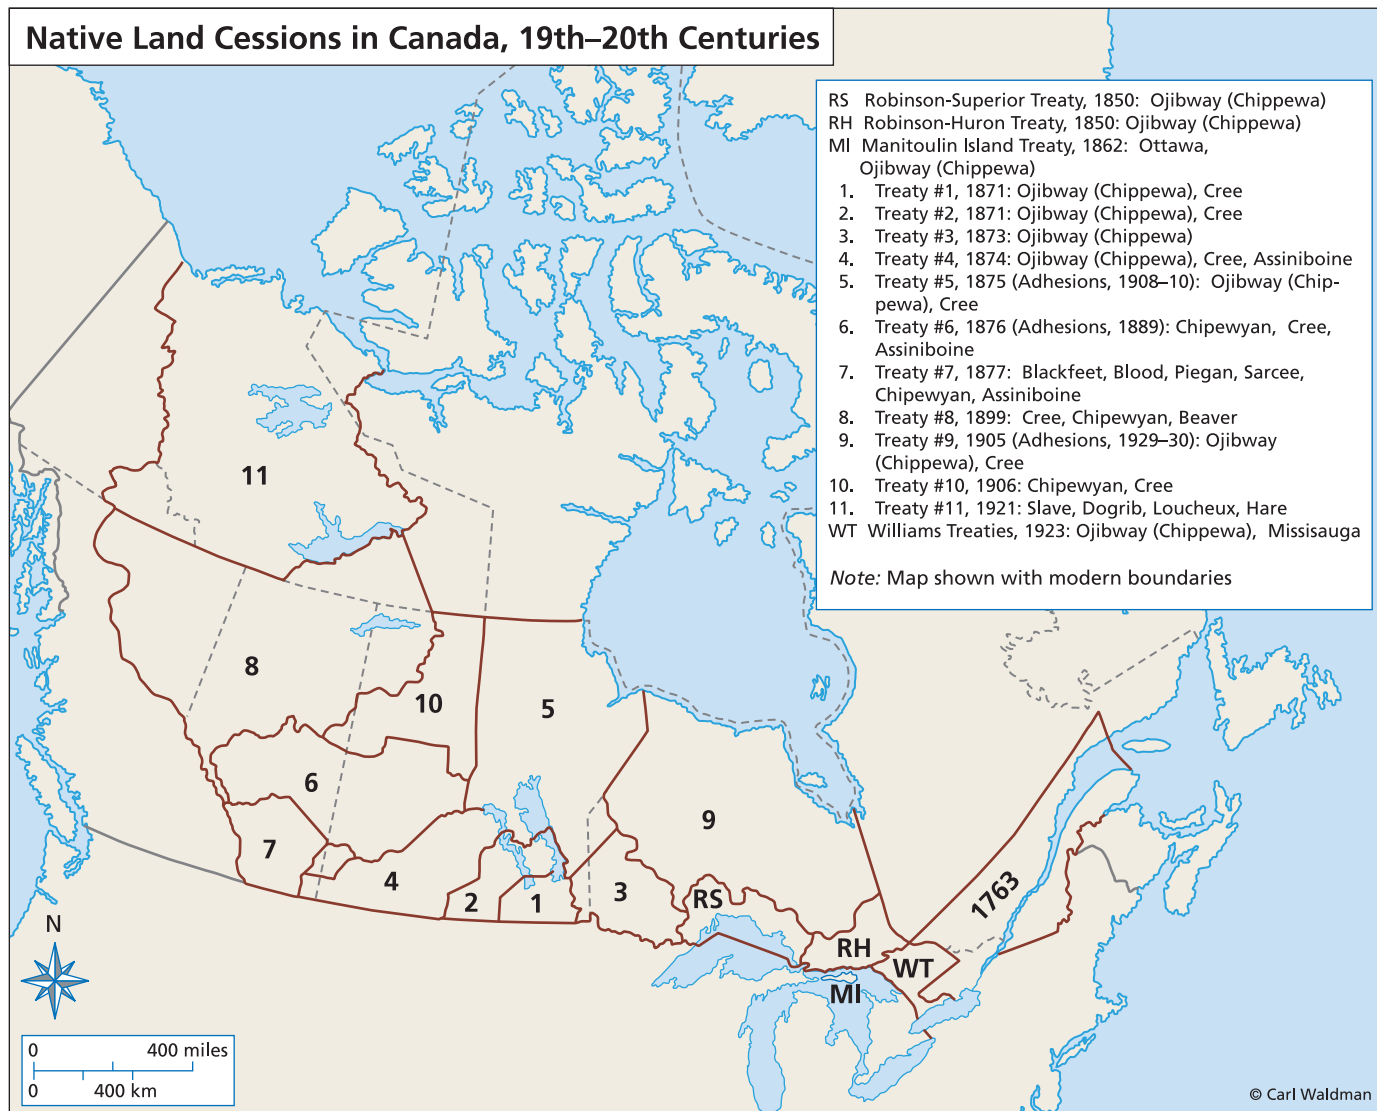 Native Land Cessions in Canada, 19th–20th Centuries
RS Robinson-Superior Treaty, 1850: Ojibway (Chippewa)
RH Robinson-Huron Treaty, 1850: Ojibway (Chippewa)
MI Manitoulin Island Treaty, 1862: Ottawa,
Ojibway (Chippewa)
1. Treaty #1, 1871: Ojibway (Chippewa), Cree
2. Treaty #2, 1871: Ojibway (Chippewa), Cree
3. Treaty #3, 1873: Ojibway (Chippewa)
4. Treaty #4, 1874: Ojibway (Chippewa), Cree, Assiniboine
5. Treaty #5, 1875 (Adhesions, 1908–10): Ojibway (Chip-
pewa), Cree
6. Treaty #6, 1876 (Adhesions, 1889): Chipewyan, Cree,
Assiniboine
7. Treaty #7, 1877: Blackfeet, Blood, Piegan, Sarcee,
Chipewyan, Assiniboine
8. Treaty #8, 1899: Cree, Chipewyan, Beaver
9. Treaty #9, 1905 (Adhesions, 1929–30): Ojibway
(Chippewa), Cree
10. Treaty #10, 1906: Chipewyan, Cree
11. Treaty #11, 1921: Slave, Dogrib, Loucheux, Hare
WT Williams Treaties, 1923: Ojibway (Chippewa), Missisauga
Note: Map shown with modern boundaries
11
8
10
5
6
9
7
4
2
1
3
RS
1763
RH
WT
MI
N
0 400 miles
0 400 km
© Carl Waldman